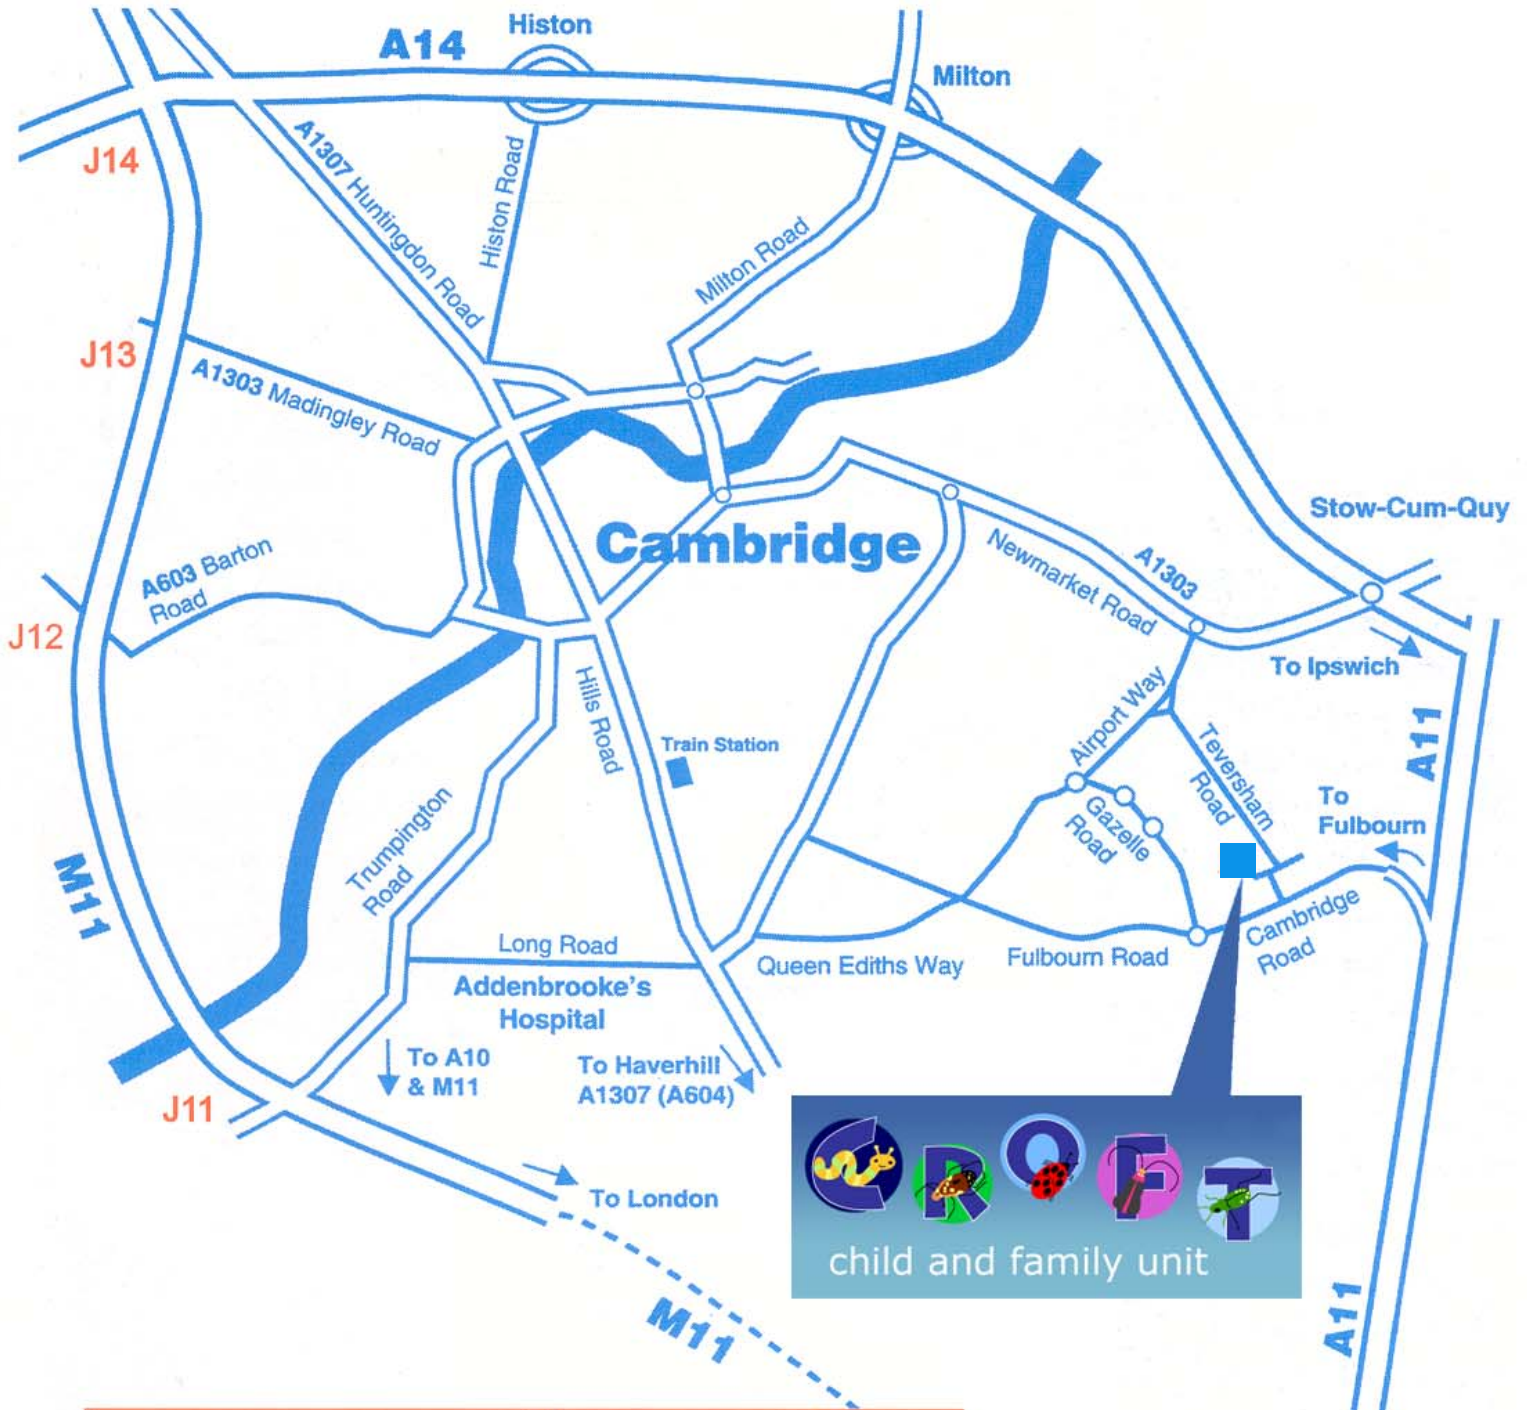 Histon
A14
Milton
J14
A1307 Huntingdon Road
Histon Road
Milton Road
J13
A1303 Madingley Road
Stow-Cum-Quy
Cambridge
A1303
Newmarket Road
A603 Barton
Road
J12
To Ipswich
Hills Road
Airport Way
A11
Train Station
Teversham
Road
To
Fulbourn
Gazelle
Road
Trumpington
Road
M11
Cambridge
Road
Long Road
Queen Ediths Way
Fulbourn Road
Addenbrooke's
Hospital
To A10
& M11
To Haverhill
A1307 (A604)
J11
CROFT
child and family unit
To London
M11
A11